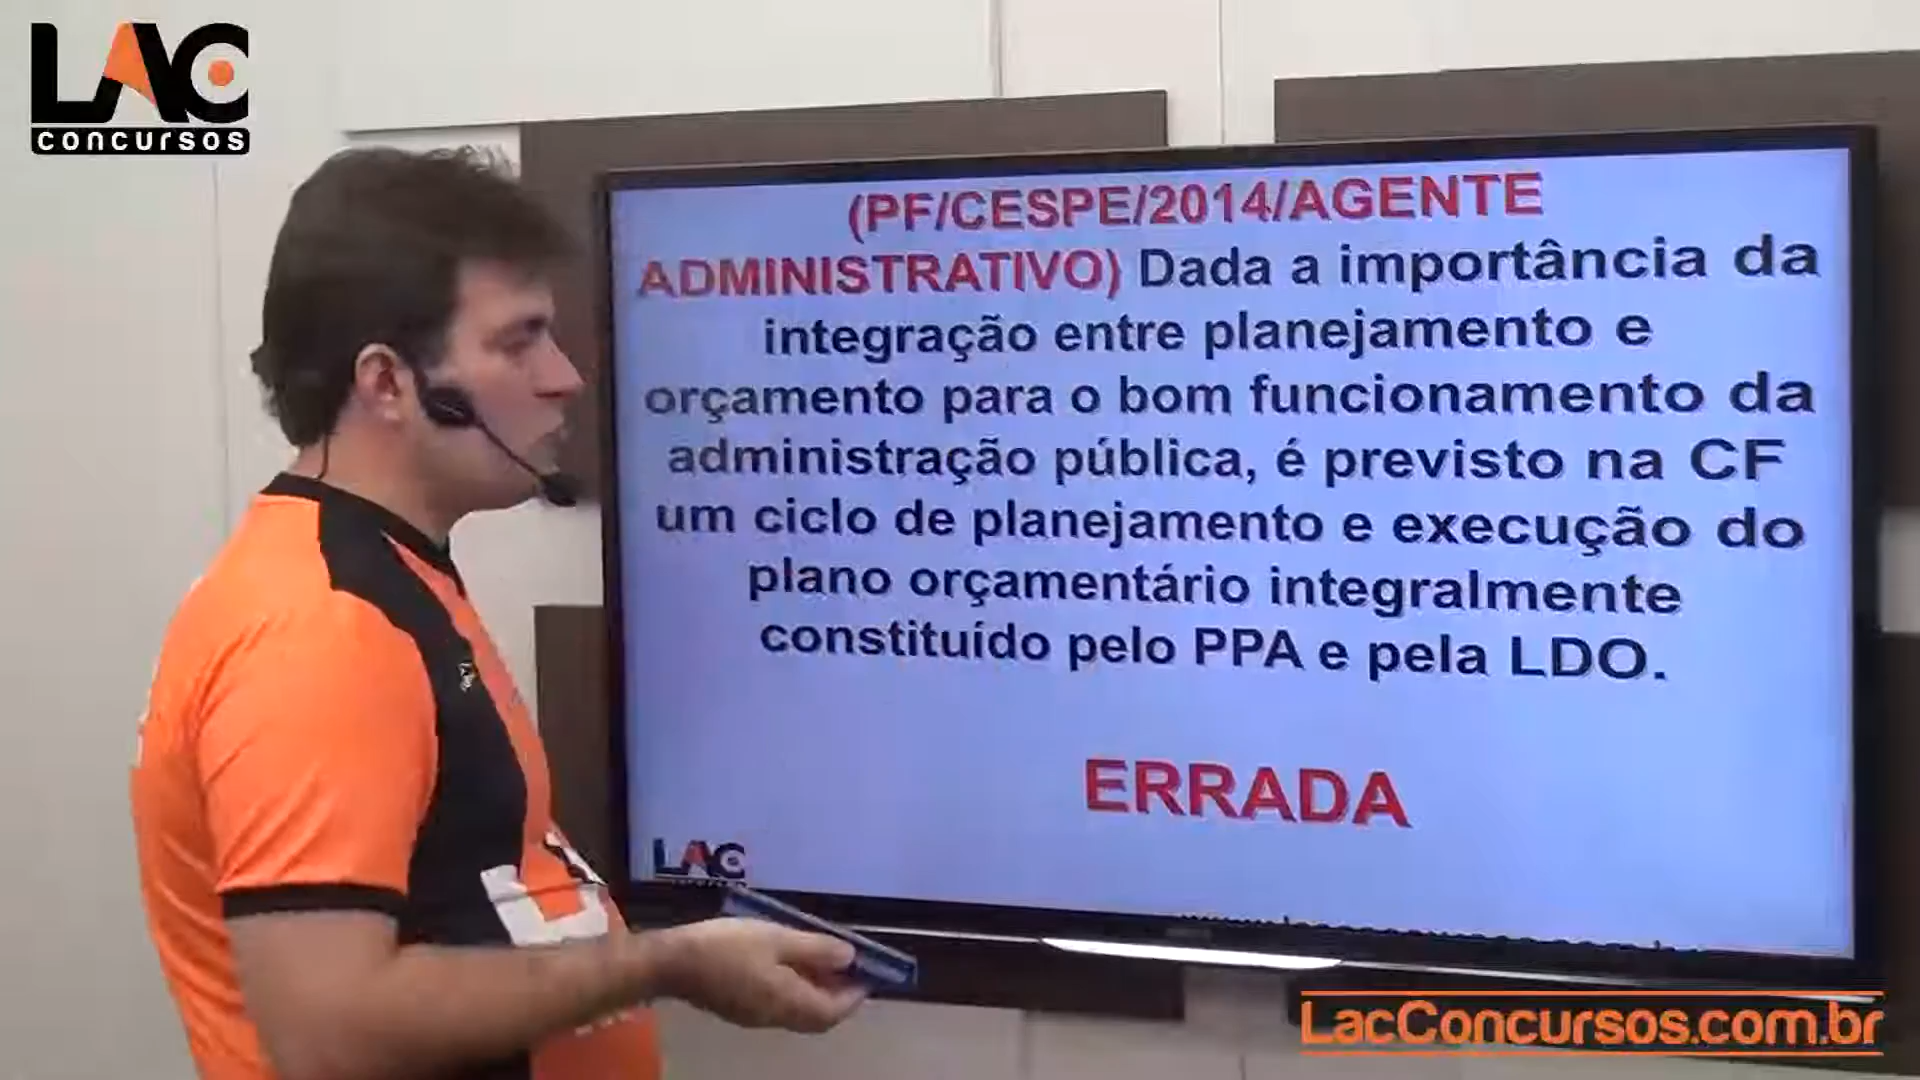 LAC
concursos
(PF/CESPE/2014/AGENTE
ADMINISTRATIVO) Dada a importância da
integração entre planejamento e
orçamento para o bom funcionamento da
administração pública, é previsto na CF
um ciclo de planejamento e execução do
plano orçamentário integralmente
constituído pelo PPA e pela LDO.
ERRADA
LAC
LacConcursos.com.br